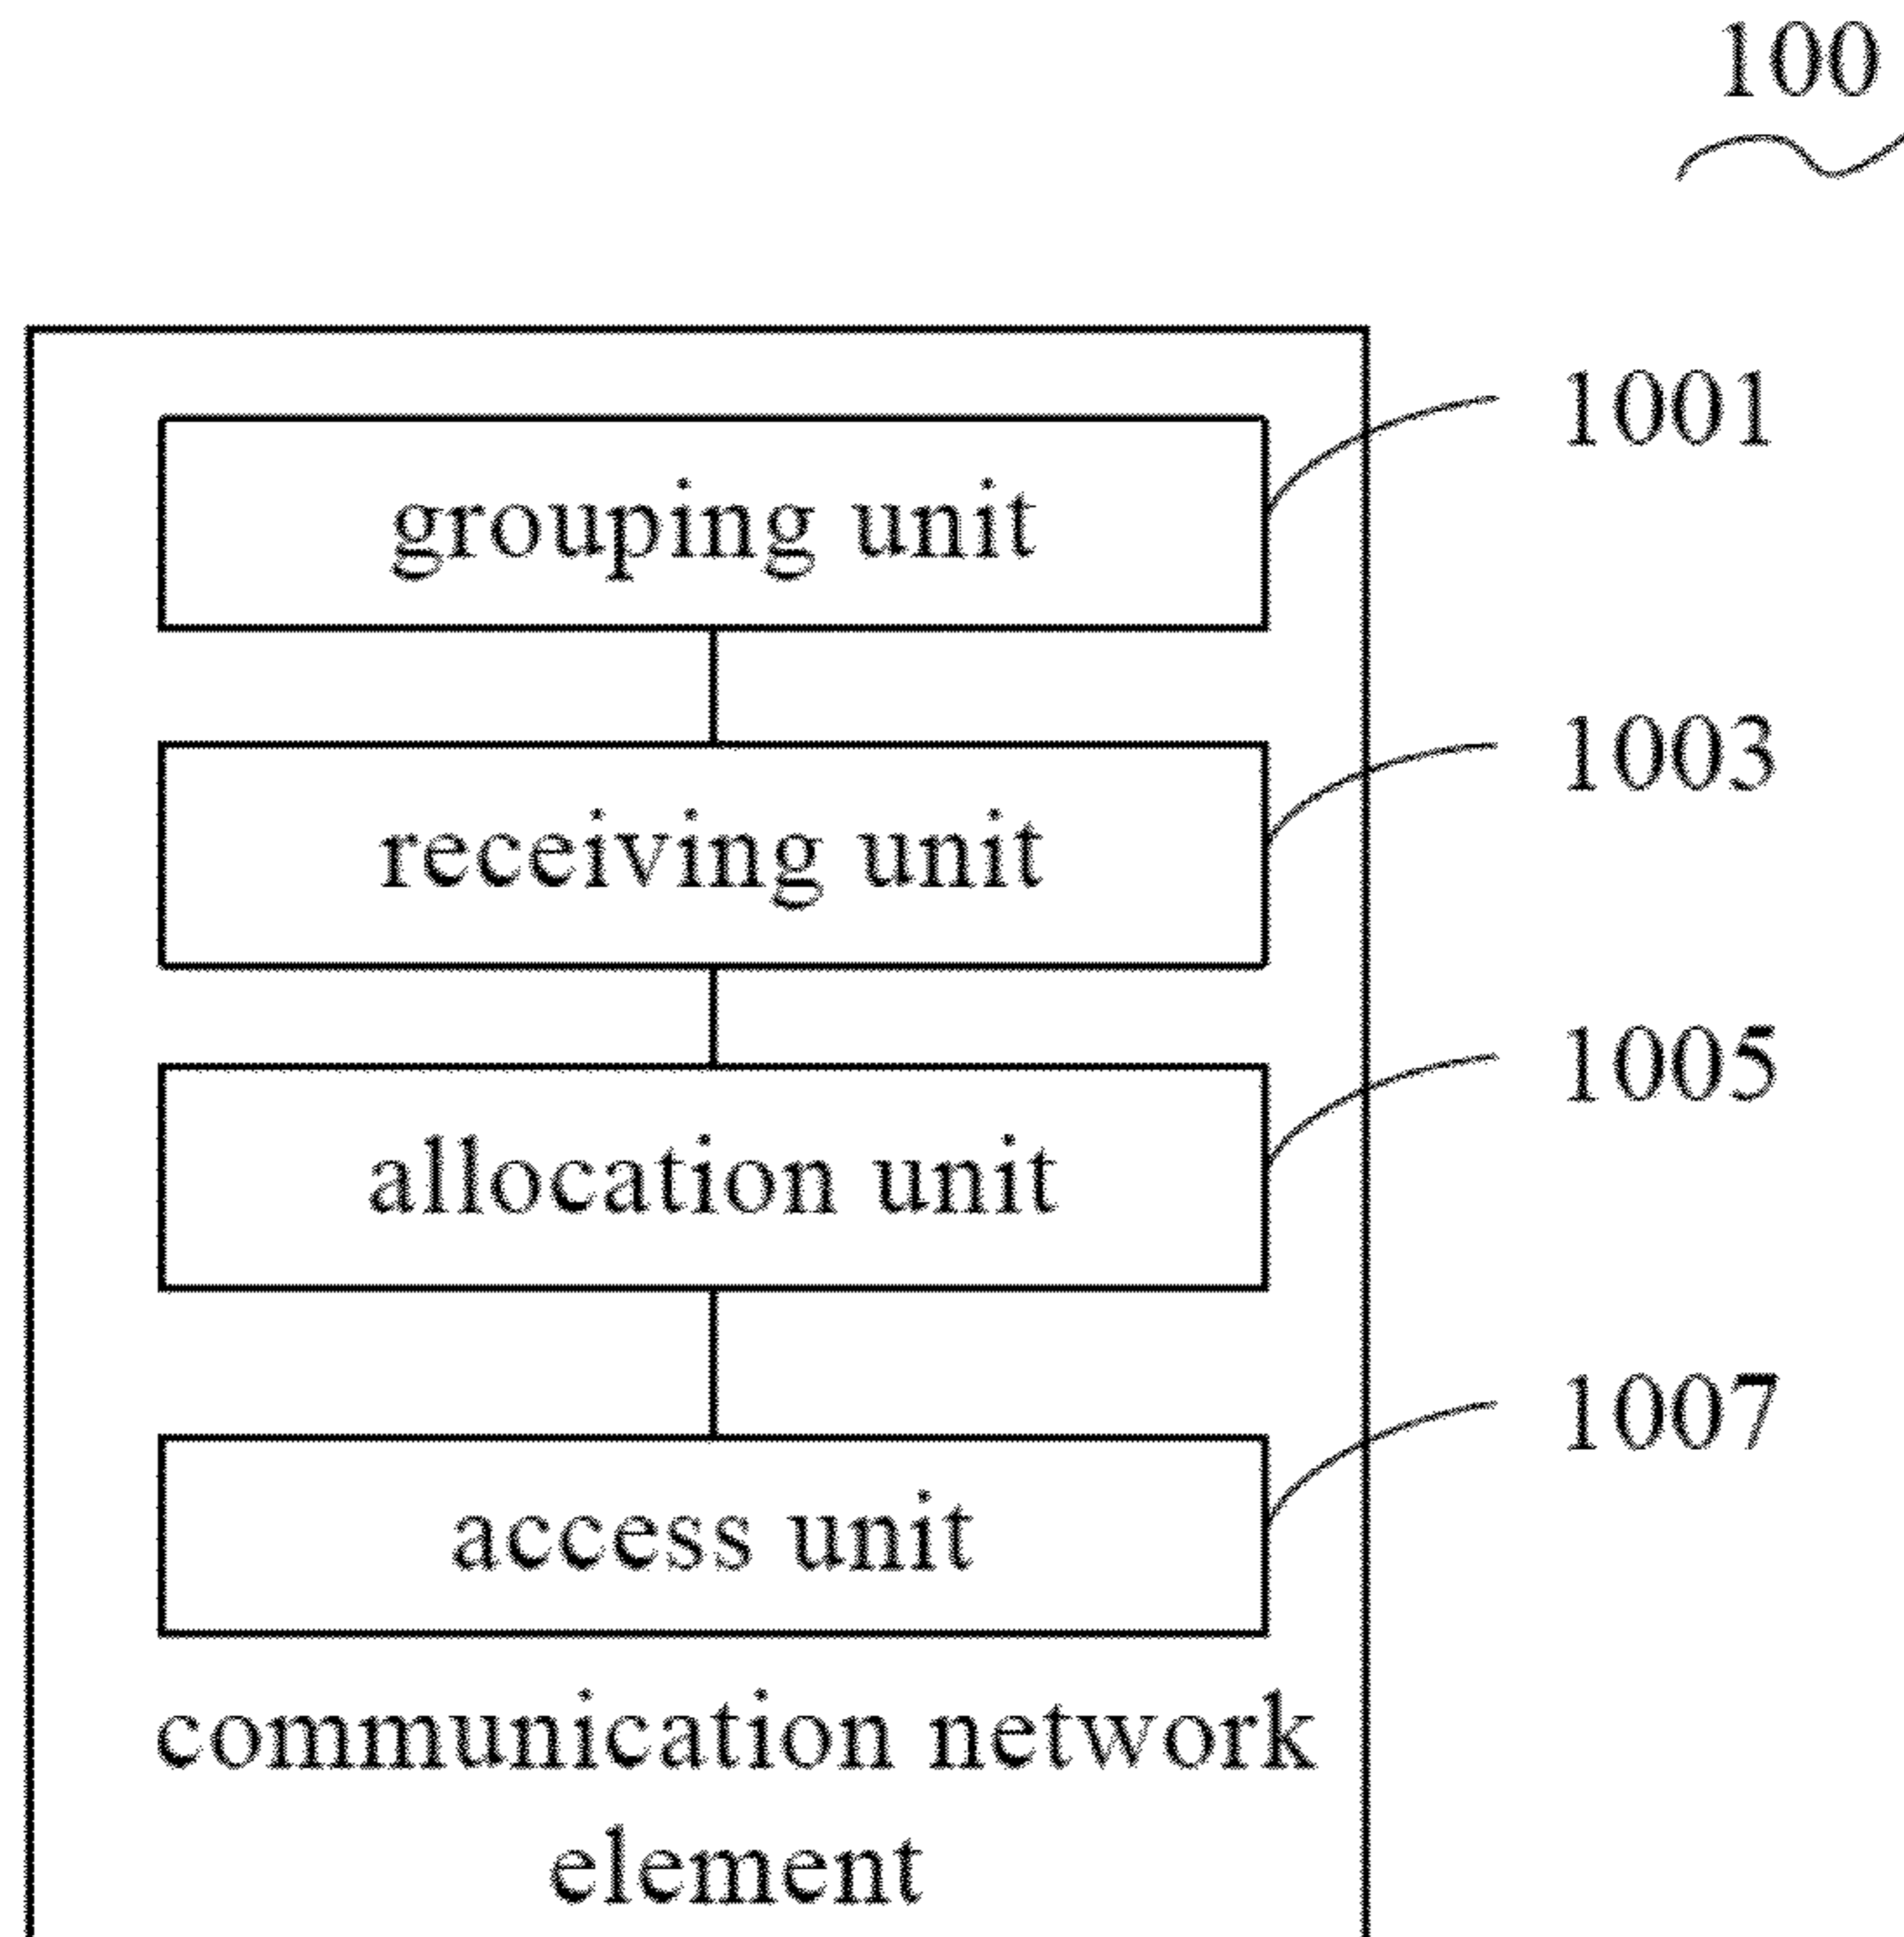 100
grouping unit
1001
receiving unit
1003
allocation unit
1005
access unit
1007
communication network
element